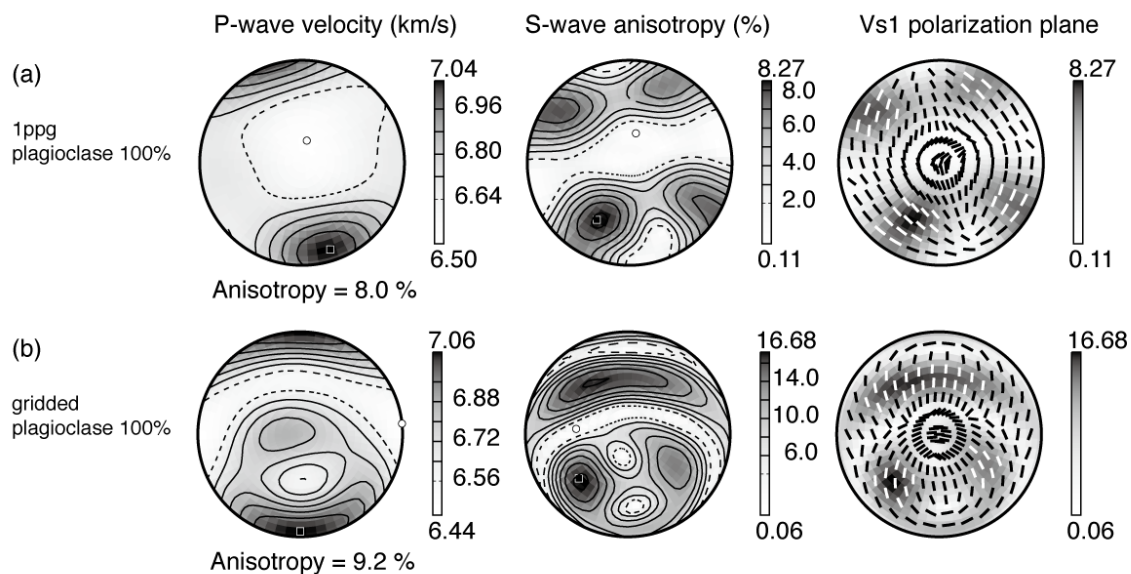 P-wave velocity (km/s) S-wave anisotropy (%) Vs1 polarization plane
(a)
1ppg
plagioclase 100%
7.04
6.96
6.80
6.64
6.50
8.27
8.0
6.0
4.0
2.0
0.11
8.27
0.11
Anisotropy = 8.0 %
(b)
gridded
plagioclase 100%
7.06
6.88
6.72
6.56
6.44
16.68
14.0
10.0
6.0
0.06
16.68
0.06
Anisotropy = 9.2 %